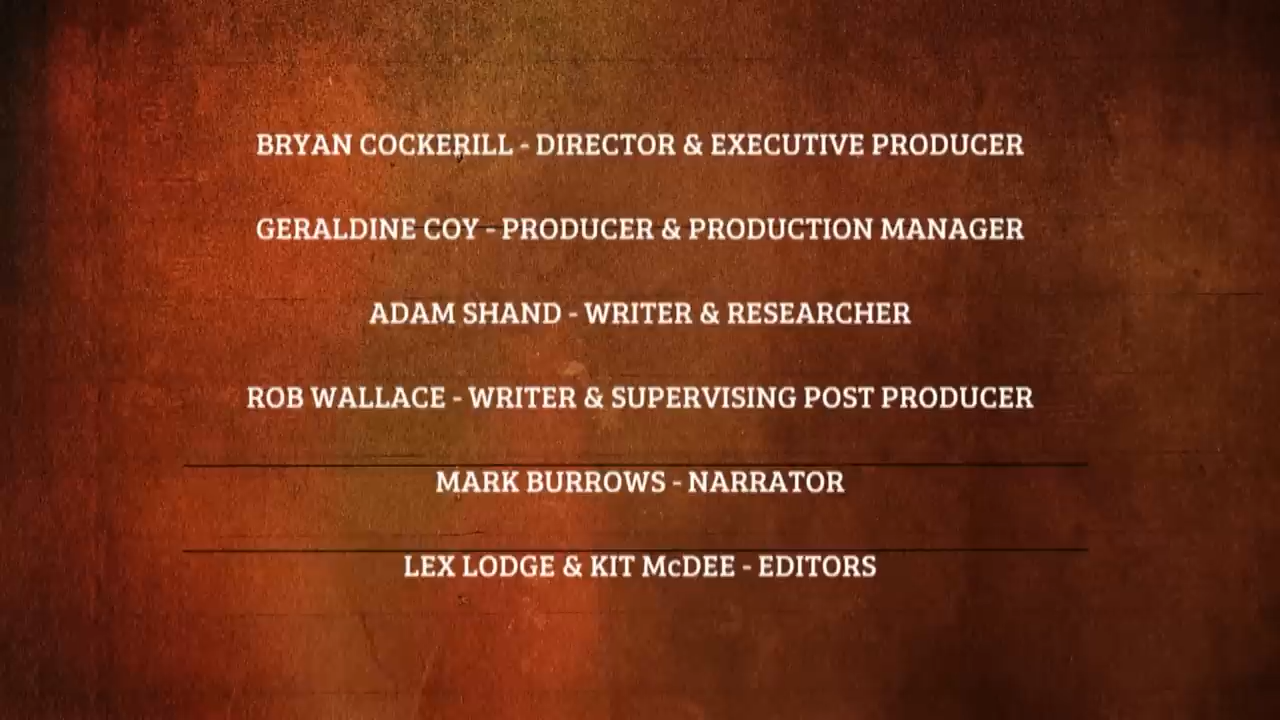 BRYAN COCKERILL - DIRECTOR & EXECUTIVE PRODUCER
GERALDINE COY - PRODUCER & PRODUCTION MANAGER
ADAM SHAND - WRITER & RESEARCHER
ROB WALLACE - WRITER & SUPERVISING POST PRODUCER
MARK BURROWS - NARRATOR
LEX LODGE & KIT McDEE - EDITORS